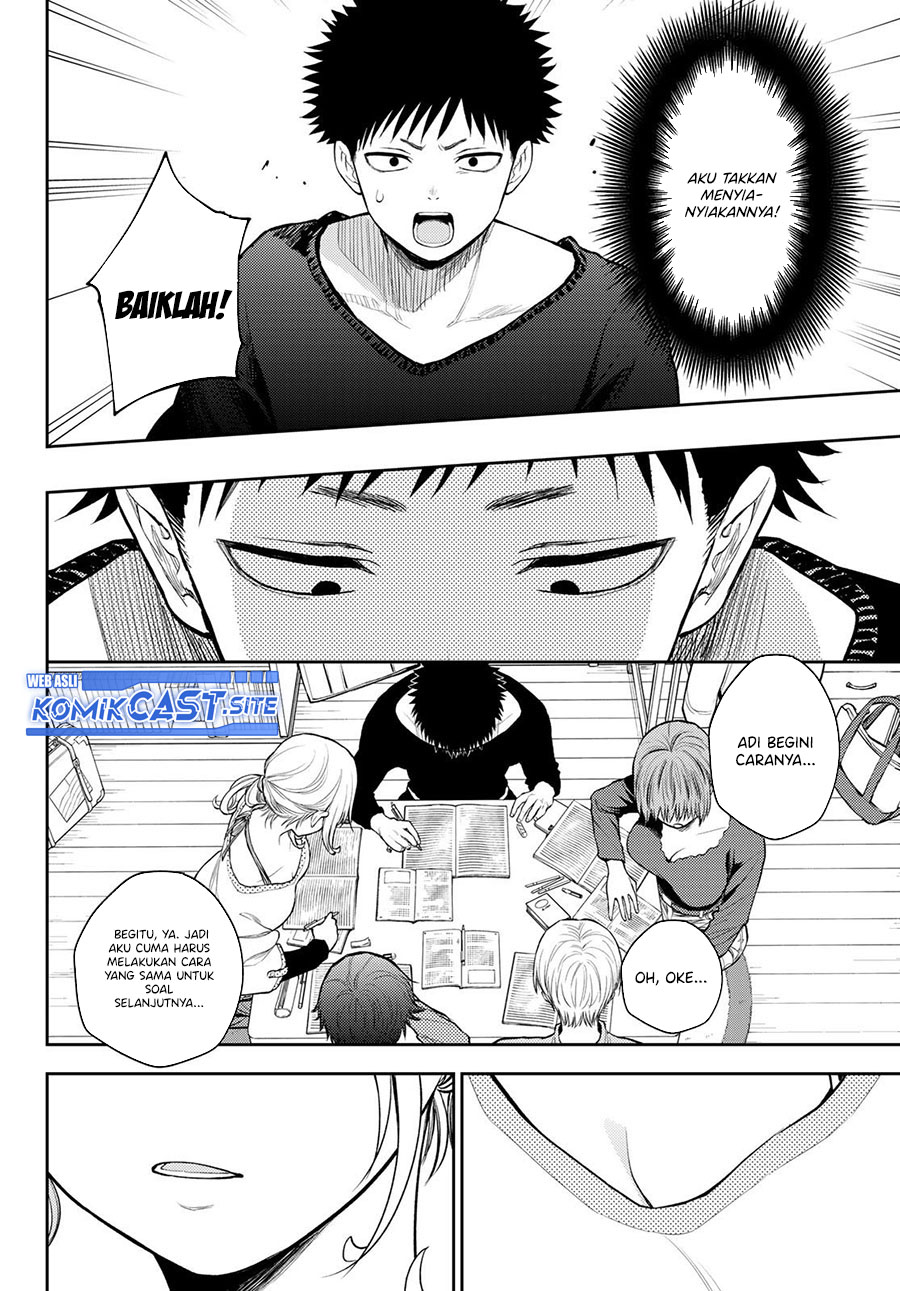 AKU TAKKAN
MENYIA-
NYIAKANNYA!
BAIKLAH!
WEB ASLI
KOMIKCAST.SITE
ADI BEGINI
CARANYA...
OH, OKE...
BEGITU, YA. JADI
AKU CUMA HARUS
MELAKUKAN CARA
YANG SAMA UNTUK
SOAL
SELANJUTNYA...